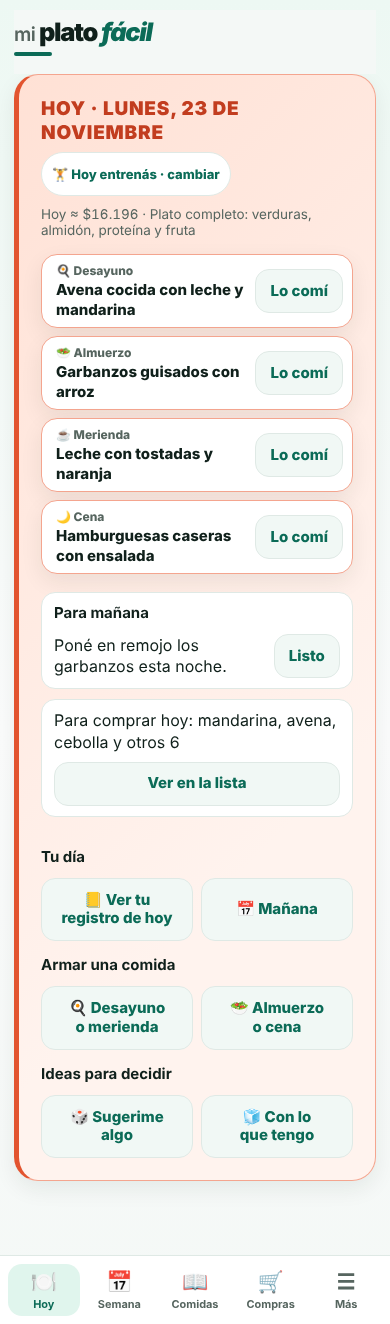 mi plato fácil
HOY · LUNES, 23 DE
NOVIEMBRE
🏋️ Hoy entrenás · cambiar
Hoy ≈ $16.196 · Plato completo: verduras,
almidón, proteína y fruta
🍳 Desayuno
Avena cocida con leche y
mandarina
Lo comí
🥗 Almuerzo
Garbanzos guisados con
arroz
Lo comí
☕ Merienda
Leche con tostadas y
naranja
Lo comí
🌙 Cena
Hamburguesas caseras
con ensalada
Lo comí
Para mañana
Poné en remojo los
garbanzos esta noche.
Listo
Para comprar hoy: mandarina, avena,
cebolla y otros 6
Ver en la lista
Tu día
📒 Ver tu
registro de hoy
📅 Mañana
Armar una comida
🍳 Desayuno
o merienda
🥗 Almuerzo
o cena
Ideas para decidir
🎲 Sugerime
algo
🧊 Con lo
que tengo
Hoy
Semana
Comidas
Compras
Más